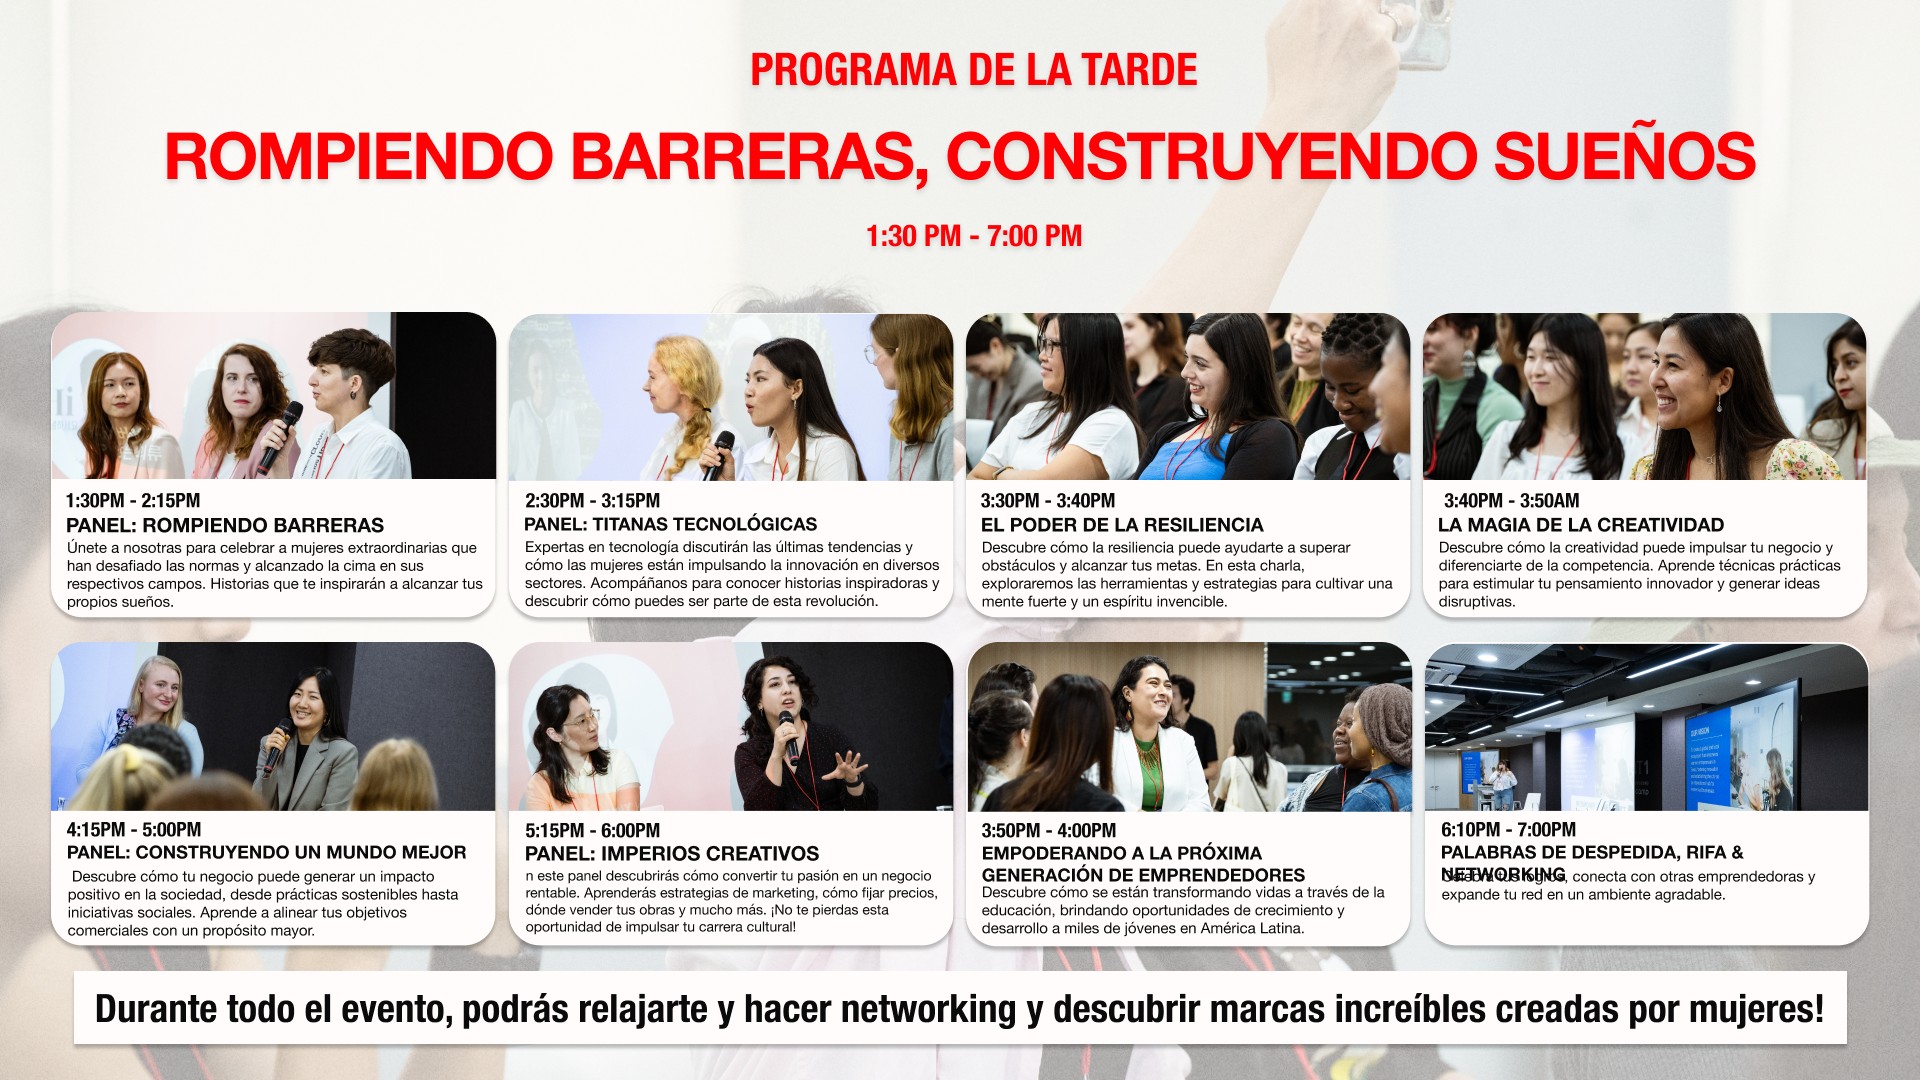 PROGRAMA DE LA TARDE
ROMPIENDO BARRERAS, CONSTRUYENDO SUEÑOS
1:30 PM - 7:00 PM
1:30PM - 2:15PM
PANEL: ROMPIENDO BARRERAS
Únete a nosotras para celebrar a mujeres extraordinarias que
han desafiado las normas y alcanzado la cima en sus
respectivos campos. Historias que te inspirarán a alcanzar tus
propios sueños.
2:30PM - 3:15PM
PANEL: TITANAS TECNOLÓGICAS
Expertas en tecnología discutirán las últimas tendencias y
cómo las mujeres están impulsando la innovación en diversos
sectores. Acompáñanos para conocer historias inspiradoras y
descubrir cómo puedes ser parte de esta revolución.
3:30PM - 3:40PM
EL PODER DE LA RESILIENCIA
Descubre cómo la resiliencia puede ayudarte a superar
obstáculos y alcanzar tus metas. En esta charla,
exploraremos las herramientas y estrategias para cultivar una
mente fuerte y un espíritu invencible.
3:40PM - 3:50AM
LA MAGIA DE LA CREATIVIDAD
Descubre cómo la creatividad puede impulsar tu negocio y
diferenciarte de la competencia. Aprende técnicas prácticas
para estimular tu pensamiento innovador y generar ideas
disruptivas.
4:15PM - 5:00PM
PANEL: CONSTRUYENDO UN MUNDO MEJOR
Descubre cómo tu negocio puede generar un impacto
positivo en la sociedad, desde prácticas sostenibles hasta
iniciativas sociales. Aprende a alinear tus objetivos
comerciales con un propósito mayor.
5:15PM - 6:00PM
PANEL: IMPERIOS CREATIVOS
n este panel descubrirás cómo convertir tu pasión en un negocio
rentable. Aprenderás estrategias de marketing, cómo fijar precios,
dónde vender tus obras y mucho más. ¡No te pierdas esta
oportunidad de impulsar tu carrera cultural!
3:50PM - 4:00PM
EMPODERANDO A LA PRÓXIMA
GENERACIÓN DE EMPRENDEDORES
Descubre cómo se están transformando vidas a través de la
educación, brindando oportunidades de crecimiento y
desarrollo a miles de jóvenes en América Latina.
6:10PM - 7:00PM
PALABRAS DE DESPEDIDA, RIFA &
NETWORKING
Celebra tus logros, conecta con otras emprendedoras y
expande tu red en un ambiente agradable.
Durante todo el evento, podrás relajarte y hacer networking y descubrir marcas increíbles creadas por mujeres!